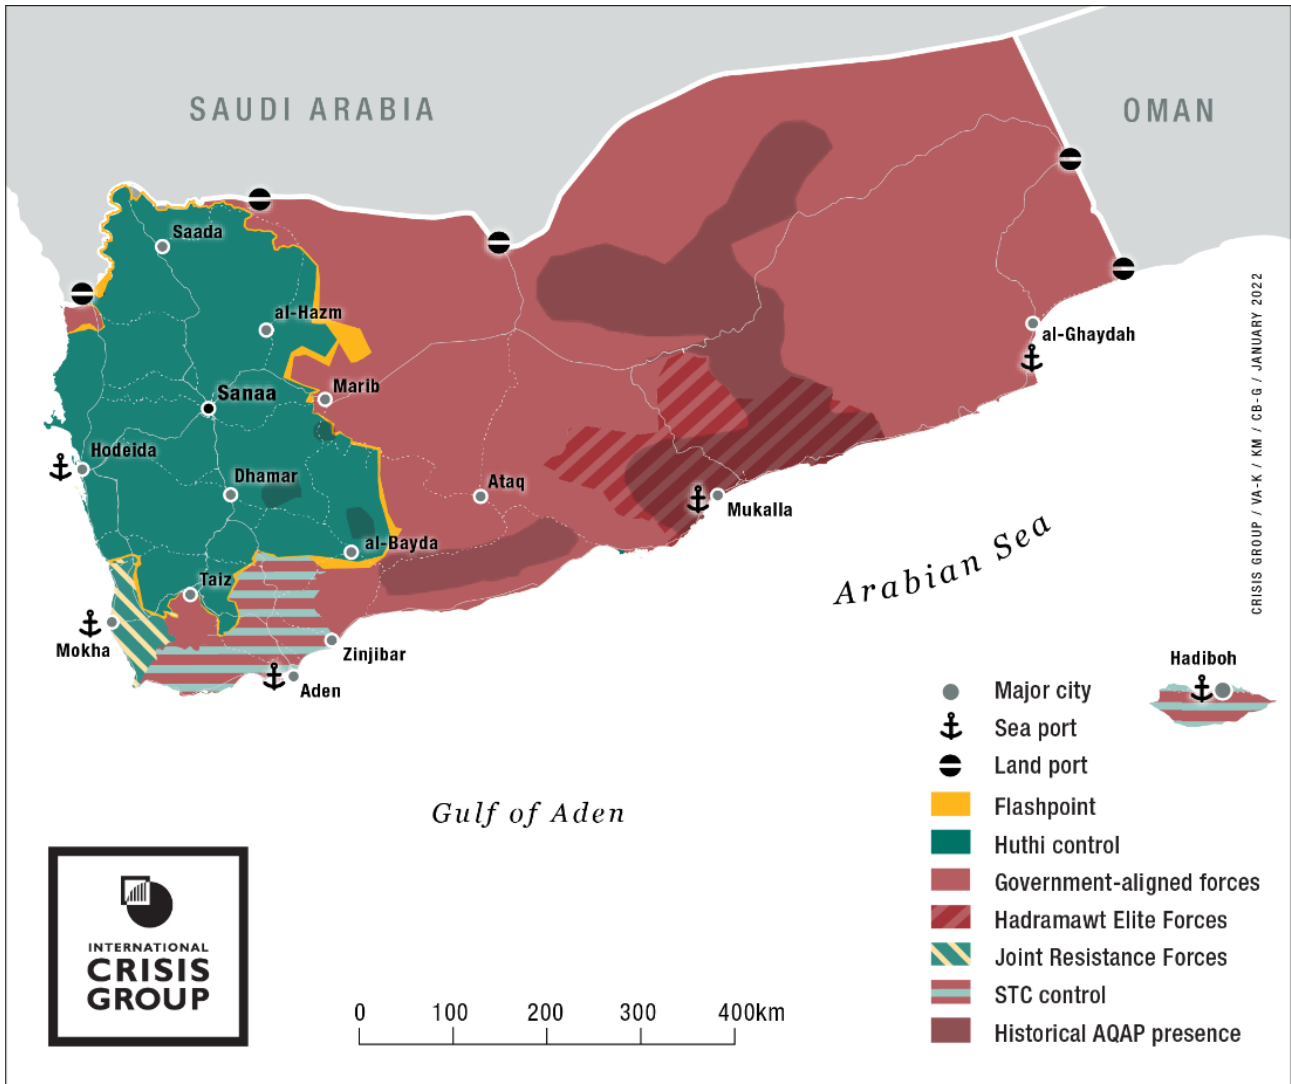 SAUDI ARABIA
OMAN
Saada
al-Hazm
Sanaa
Marib
al-Ghaydah
Hodeida
Dhamar
Ataq
Mukalla
al-Bayda
Taiz
Mokha
Zinjibar
Aden
Arabian Sea
Gulf of Aden
CRISIS GROUP / VA-K / KM / CB-G / JANUARY 2022
Hadiboh
Major city
Sea port
Land port
Flashpoint
Huthi control
Government-aligned forces
Hadramawt Elite Forces
Joint Resistance Forces
STC control
Historical AQAP presence
INTERNATIONAL
CRISIS
GROUP
0 100 200 300 400km